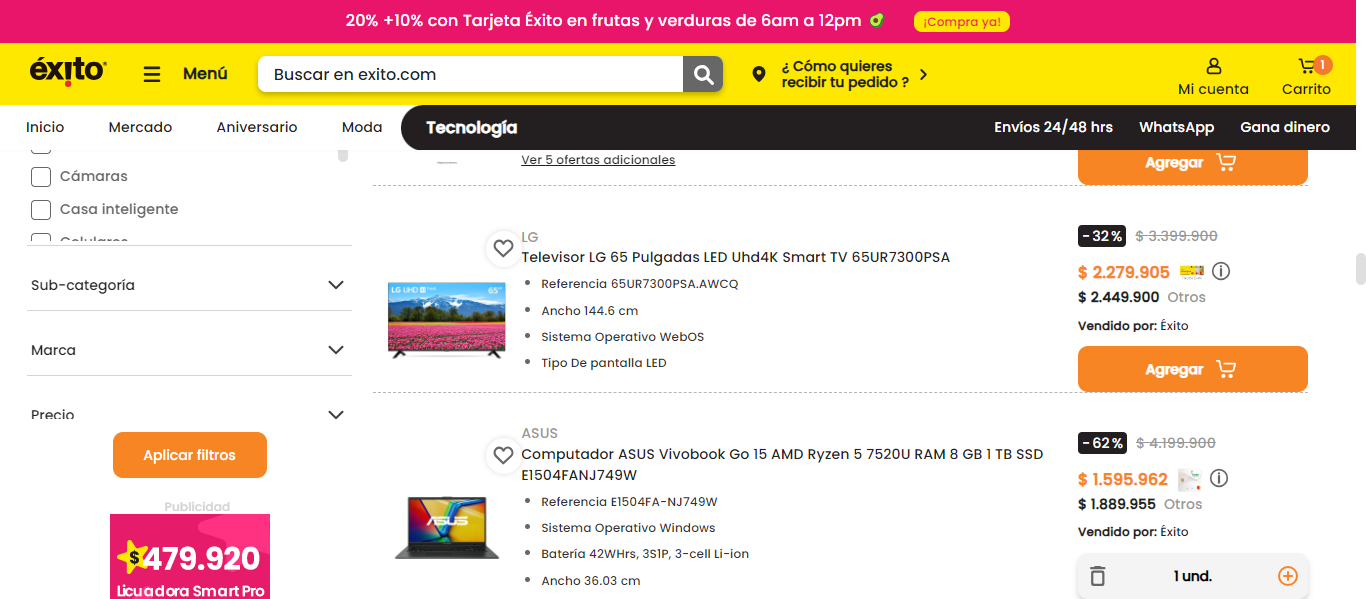 20% +10% con Tarjeta Éxito en frutas y verduras de 6am a 12pm
¡Compra ya!
éxito
Menú
Buscar en exito.com
¿ Cómo quieres
recibir tu pedido ?
Mi cuenta
1
Carrito
Inicio
Mercado
Aniversario
Moda
Tecnología
Envíos 24/48 hrs
WhatsApp
Gana dinero
Cámaras
Casa inteligente
Celulares
Sub-categoría
Marca
Precio
Aplicar filtros
Publicidad
$479.920
Licuadora Smart Pro
Ver 5 ofertas adicionales
Agregar
LG
Televisor LG 65 Pulgadas LED Uhd4K Smart TV 65UR7300PSA
Referencia 65UR7300PSA.AWCQ
Ancho 144.6 cm
Sistema Operativo WebOS
Tipo De pantalla LED
LG UHD
65"
- 32 %
$ 3.399.900
$ 2.279.905
$ 2.449.900 Otros
Vendido por: Éxito
Agregar
ASUS
Computador ASUS Vivobook Go 15 AMD Ryzen 5 7520U RAM 8 GB 1 TB SSD
E1504FANJ749W
Referencia E1504FA-NJ749W
Sistema Operativo Windows
Batería 42WHrs, 3S1P, 3-cell Li-ion
Ancho 36.03 cm
ASUS
- 62 %
$ 4.199.900
$ 1.595.962
$ 1.889.955 Otros
Vendido por: Éxito
1 und.